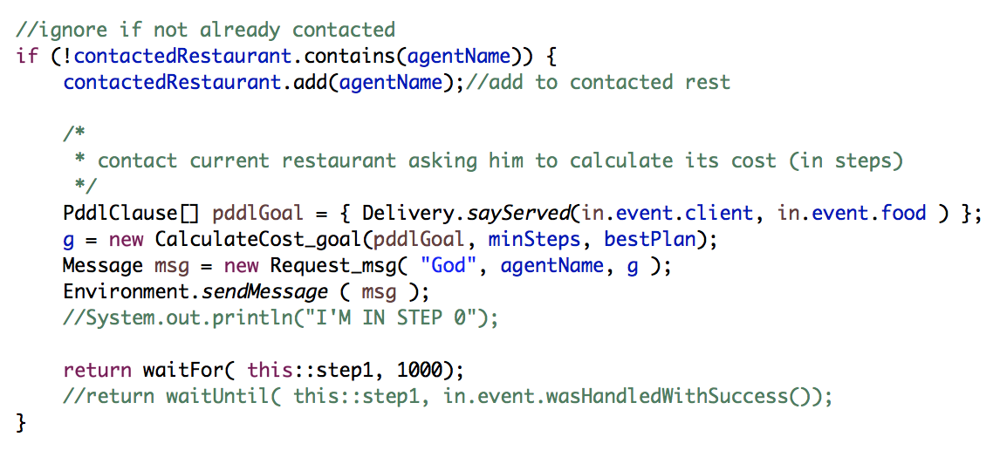 //ignore if not already contacted
if (!contactedRestaurant.contains(agentName)) {
    contactedRestaurant.add(agentName);//add to contacted rest

    /*
     * contact current restaurant asking him to calculate its cost (in steps)
     */
    PddlClause[] pddlGoal = { Delivery.sayServed(in.event.client, in.event.food ) };
    g = new CalculateCost_goal(pddlGoal, minSteps, bestPlan);
    Message msg = new Request_msg( "God", agentName, g );
    Environment.sendMessage ( msg );
    //System.out.println("I'M IN STEP 0");

    return waitFor( this::step1, 1000);
    //return waitUntil( this::step1, in.event.wasHandledWithSuccess());
}